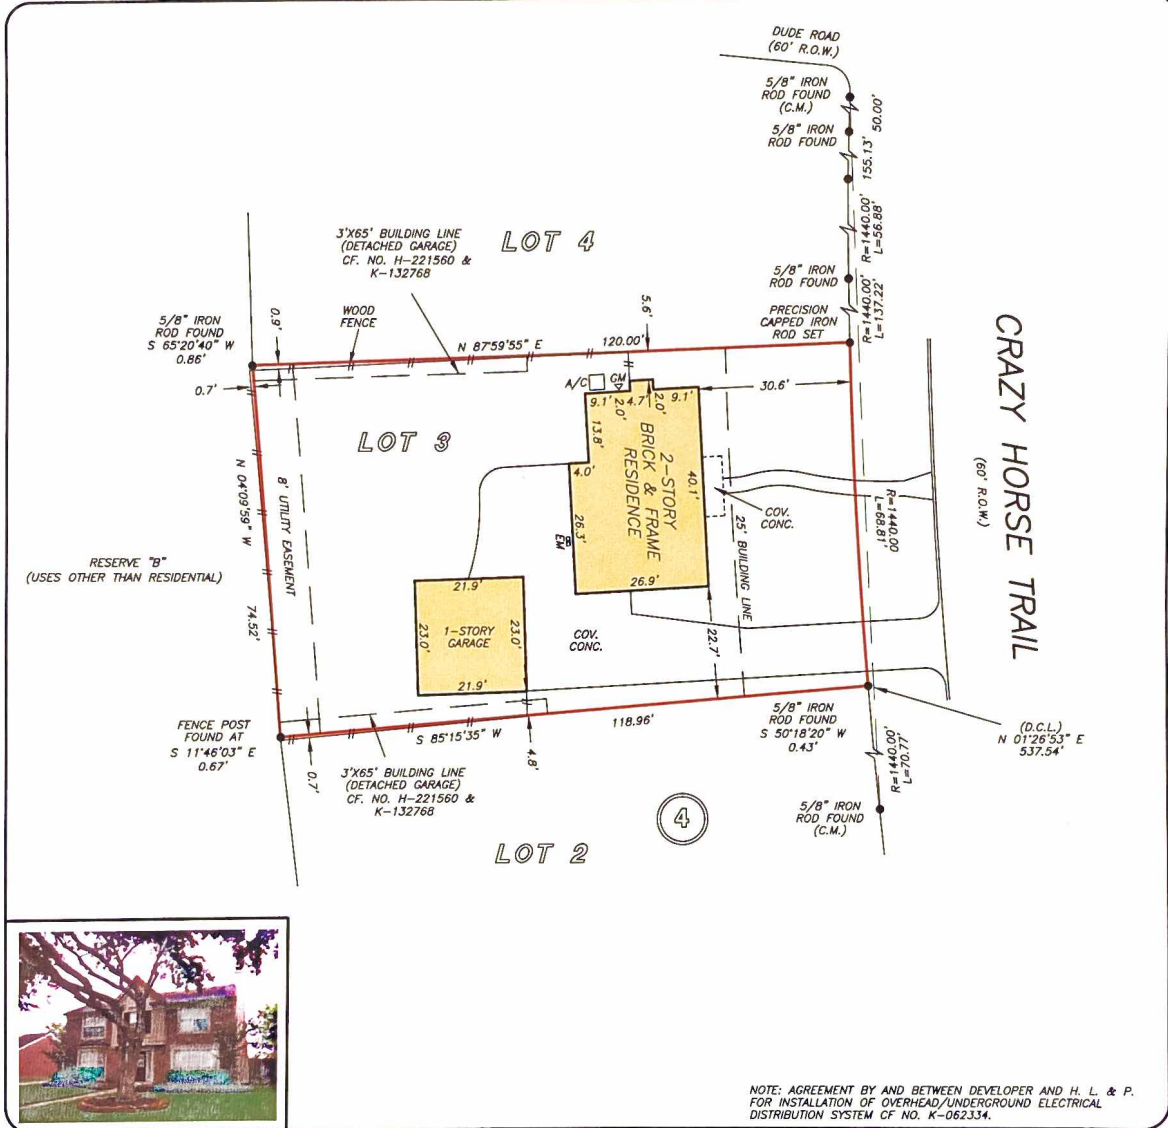 DUDE ROAD
(60' R.O.W.)
5/8" IRON
ROD FOUND
(C.M.)
50.00'
5/8" IRON
ROD FOUND
155.13'
R=1440.00'
L=56.88'
5/8" IRON
ROD FOUND
R=1440.00'
L=137.22'
PRECISION
CAPPED IRON
ROD SET
3'X65' BUILDING LINE
(DETACHED GARAGE)
CF. NO. H-221560 &
K-132768
LOT 4
5/8" IRON
ROD FOUND
S 65°20'40" W
0.86'
0.9'
WOOD
FENCE
N 87°59'55" E
120.00'
5.6'
0.7'
A/C
GM
9.1'
2.0'
4.7'
2.0'
9.1'
30.6'
LOT 3
13.8'
4.0'
2-STORY
BRICK & FRAME
RESIDENCE
40.1'
26.3'
EM
26.9'
COV.
CONC.
25' BUILDING LINE
R=1440.00
L=68.81'
CRAZY HORSE TRAIL
(60' R.O.W.)
N 04°09'59" W
74.52'
8' UTILITY EASEMENT
RESERVE "B"
(USES OTHER THAN RESIDENTIAL)
21.9'
23.0'
1-STORY
GARAGE
23.0'
21.9'
COV.
CONC.
22.7'
FENCE POST
FOUND AT
S 11°46'03" E
0.67'
0.7'
S 85°15'35" W
118.96'
4.8'
5/8" IRON
ROD FOUND
S 50°18'20" W
0.43'
(D.C.L.)
N 01°26'53" E
537.54'
3'X65' BUILDING LINE
(DETACHED GARAGE)
CF. NO. H-221560 &
K-132768
R=1440.00'
L=70.77'
5/8" IRON
ROD FOUND
(C.M.)
4
LOT 2
NOTE: AGREEMENT BY AND BETWEEN DEVELOPER AND H. L. & P.
FOR INSTALLATION OF OVERHEAD/UNDERGROUND ELECTRICAL
DISTRIBUTION SYSTEM CF NO. K-062334.